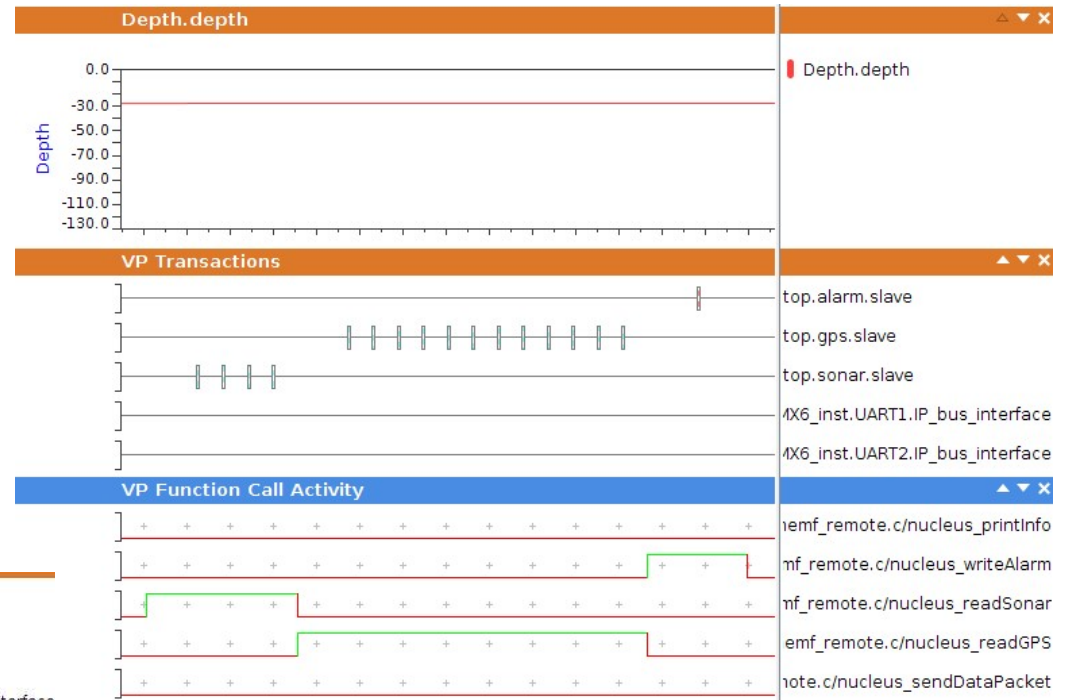 Depth.depth
0.0
-30.0
-50.0
-70.0
-90.0
-110.0
-130.0
Depth
Depth.depth
VP Transactions
top.alarm.slave
top.gps.slave
top.sonar.slave
MX6_inst.UART1.IP_bus_interface
MX6_inst.UART2.IP_bus_interface
VP Function Call Activity
emf_remote.c/nucleus_printInfo
mf_remote.c/nucleus_writeAlarm
mf_remote.c/nucleus_readSonar
emf_remote.c/nucleus_readGPS
ote.c/nucleus_sendDataPacket